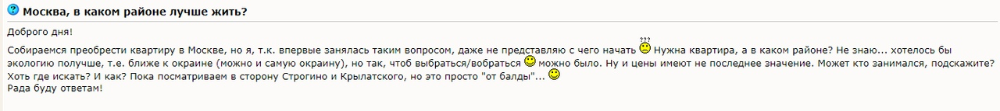 Москва, в каком районе лучше жить?
Доброго дня!
Собираемся преобрести квартиру в Москве, но я, т.к. впервые занялась таким вопросом, даже не представляю с чего начать ??? Нужна квартира, а в каком районе? Не знаю... хотелось бы
экологию получше, т.е. ближе к окраине (можно и самую окраину), но так, чтоб выбраться/вобраться можно было. Ну и цены имеют не последнее значение. Может кто занимался, подскажите?
Хоть где искать? И как? Пока посматриваем в сторону Строгино и Крылатского, но это просто "от балды"...
Рада буду ответам!